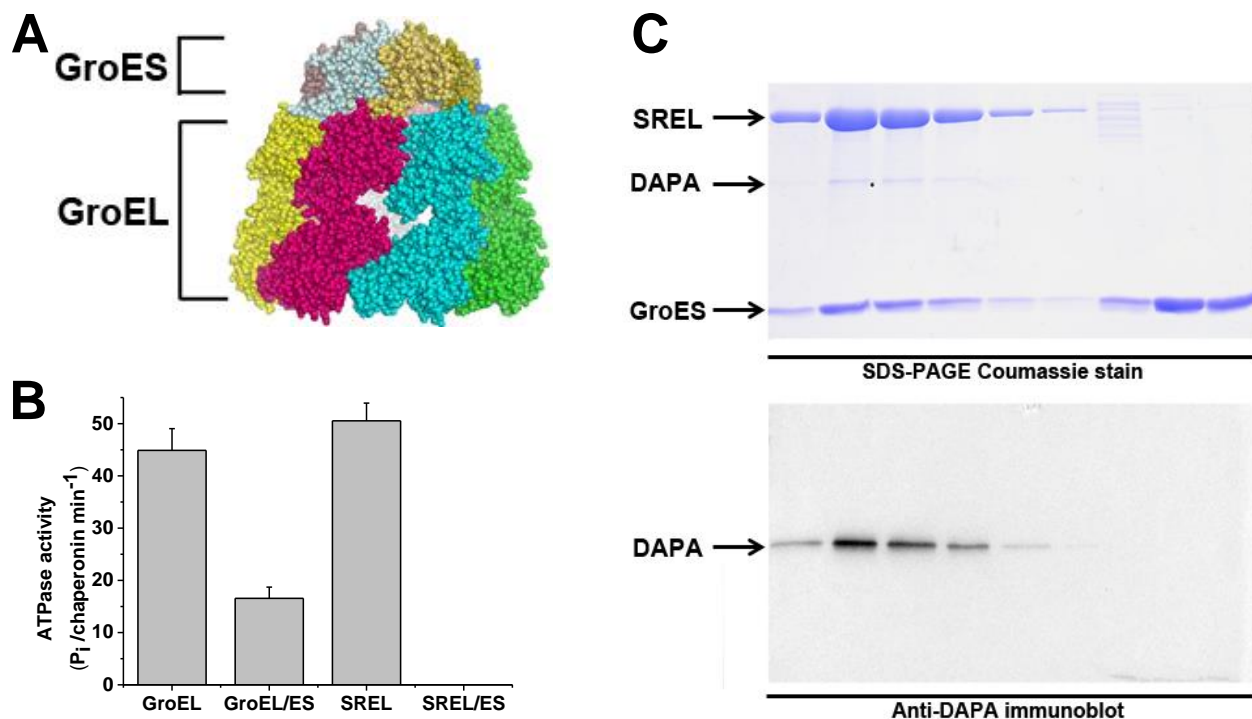 A
GroES
GroEL
B
ATPase activity
(Pi /chaperonin min-1)
50
40
30
20
10
0
GroEL
GroEL/ES
SREL
SREL/ES
C
SREL
DAPA
GroES
SDS-PAGE Coumassie stain
DAPA
Anti-DAPA immunoblot